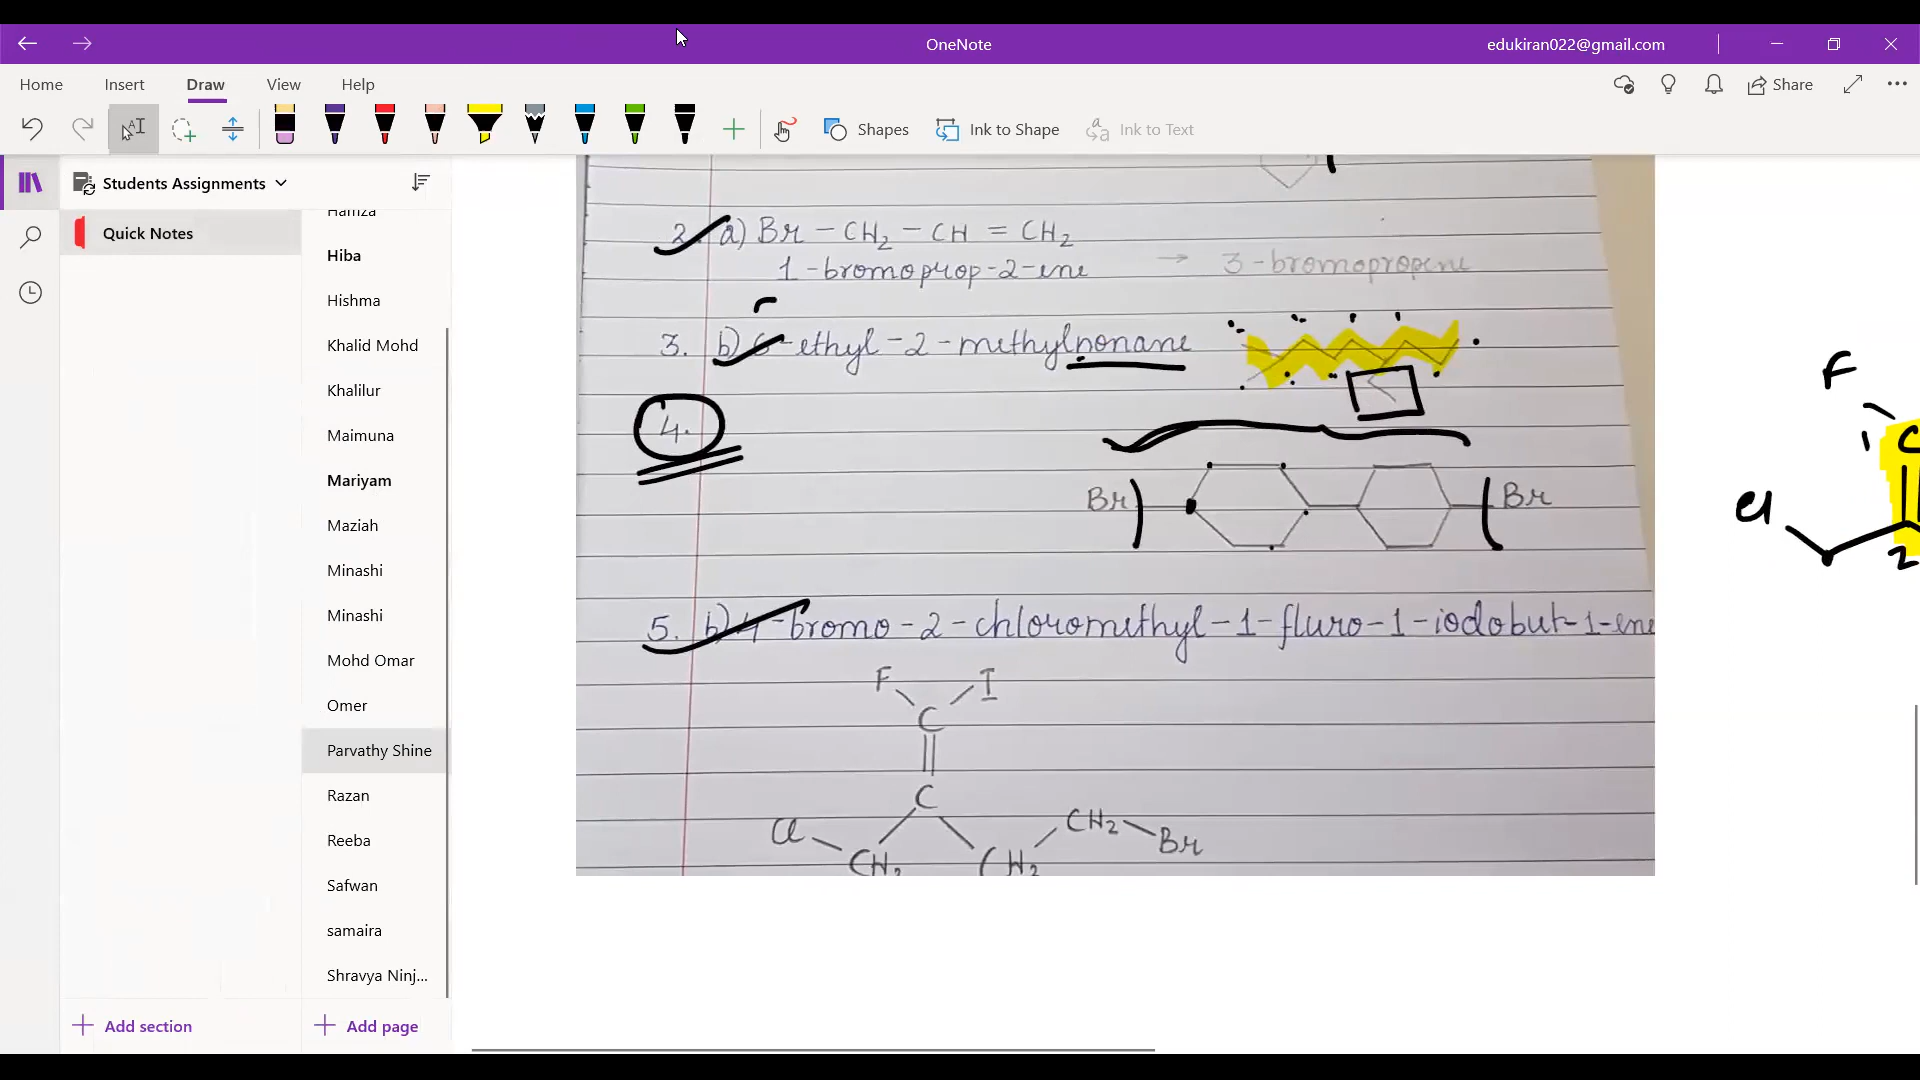 OneNote
edukiran022@gmail.com
Home Insert Draw View Help
Share
Shapes Ink to Shape Ink to Text
Students Assignments
Quick Notes
Hamza
Hiba
Hishma
Khalid Mohd
Khalilur
Maimuna
Mariyam
Maziah
Minashi
Minashi
Mohd Omar
Omer
Parvathy Shine
Razan
Reeba
Safwan
samaira
Shravya Ninj...
Add section
Add page
2. a) Br - CH2 - CH = CH2
1-bromoprop-2-ene → 3-bromopropene
3. b) 6-ethyl-2-methylnonane
4.
Br Br
5. b) 4-bromo-2-chloromethyl-1-fluro-1-iodobut-1-ene
F I
C
C
Cl CH2 CH2 CH2 Br
F
1 C
Cl
2